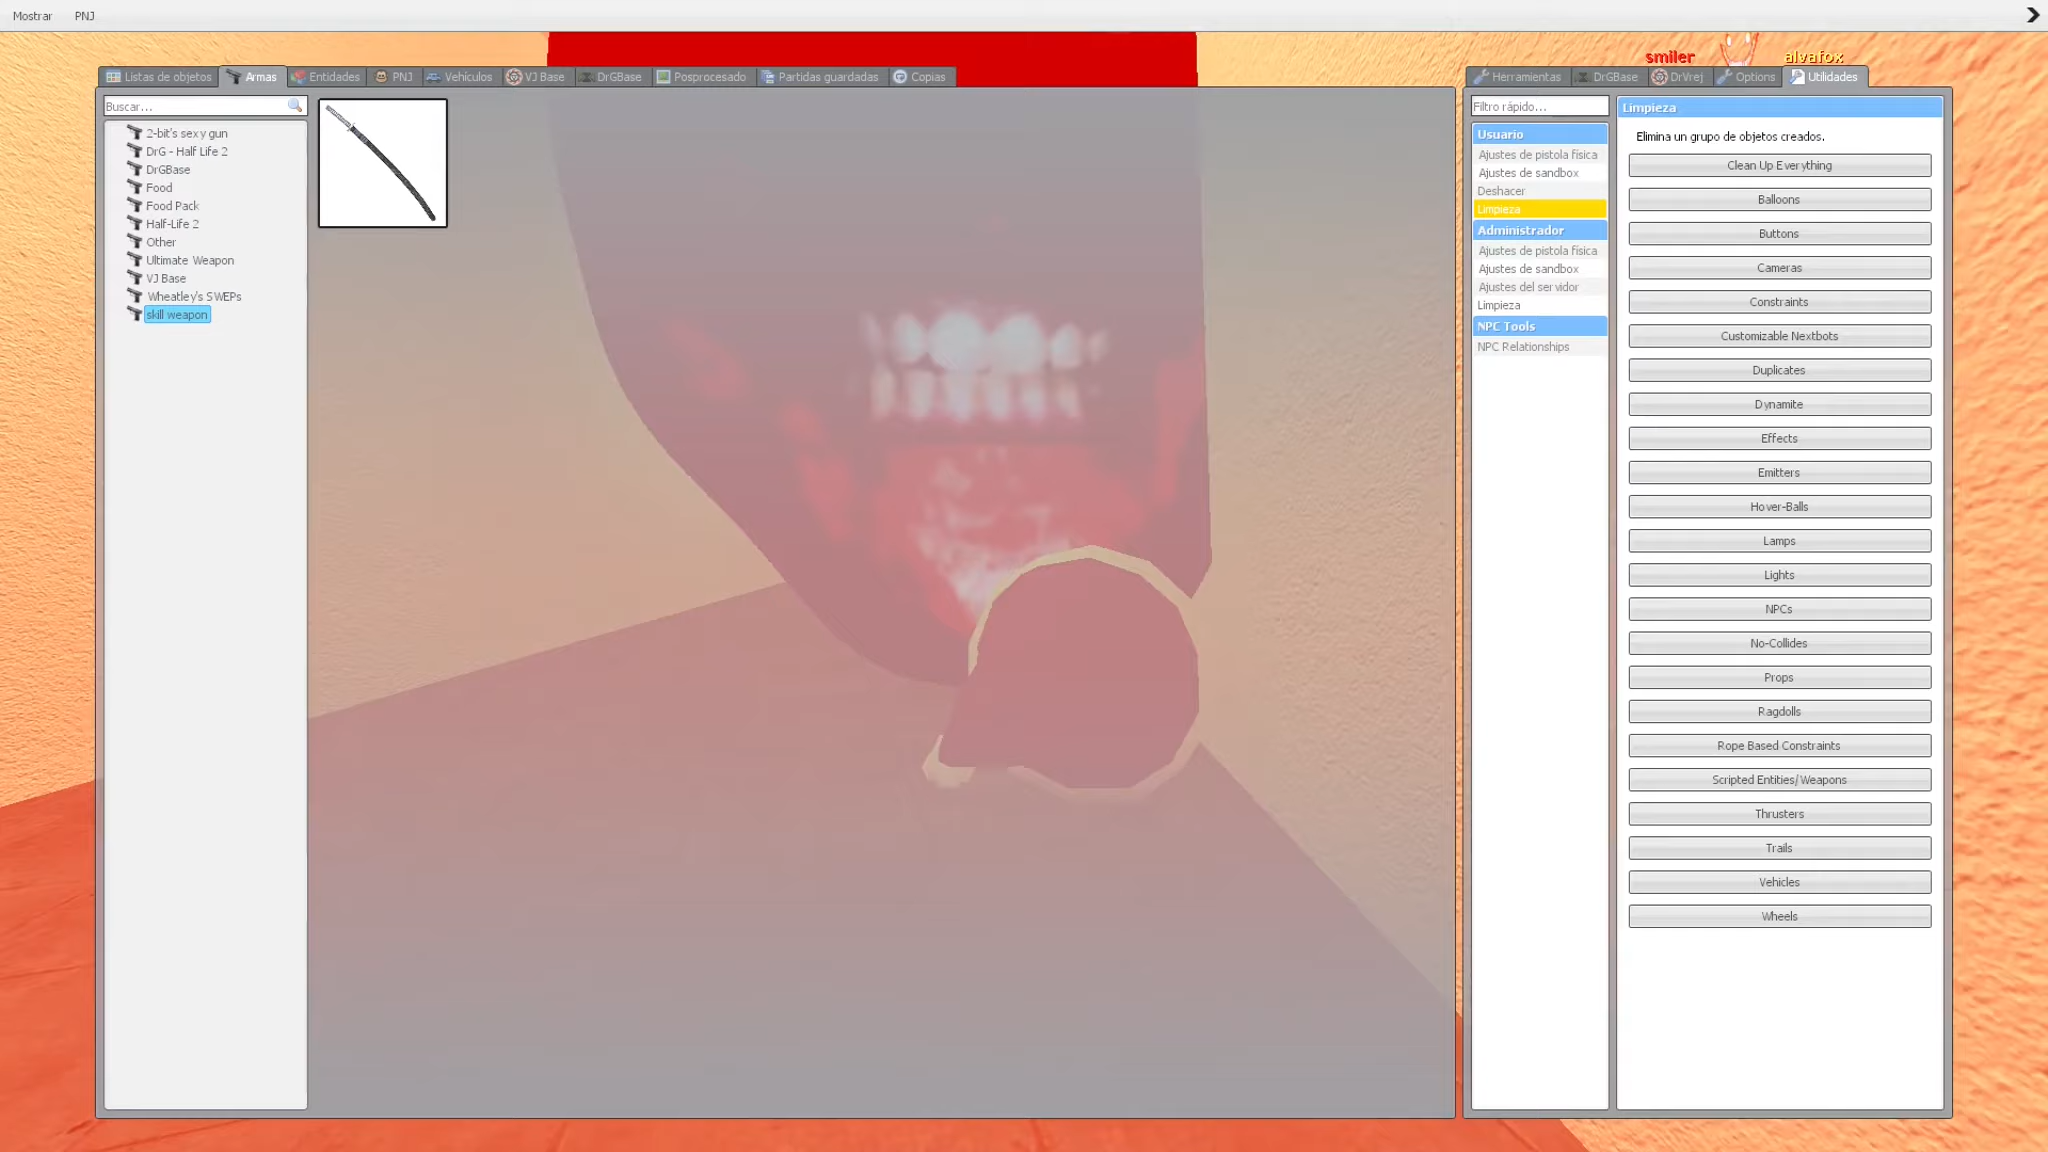 Mostrar PNJ
smiler alvafox
Listas de objetos Armas Entidades PNJ Vehículos VJ Base DrGBase Posprocesado Partidas guardadas Copias
Herramientas DrGBase DrVrej Options Utilidades
Buscar...
2-bit's sexy gun
DrG - Half Life 2
DrGBase
Food
Food Pack
Half-Life 2
Other
Ultimate Weapon
VJ Base
Wheatley's SWEPs
skill weapon
Filtro rápido...
Usuario
Ajustes de pistola física
Ajustes de sandbox
Deshacer
Limpieza
Administrador
Ajustes de pistola física
Ajustes de sandbox
Ajustes del servidor
Limpieza
NPC Tools
NPC Relationships
Limpieza
Elimina un grupo de objetos creados.
Clean Up Everything
Balloons
Buttons
Cameras
Constraints
Customizable Nextbots
Duplicates
Dynamite
Effects
Emitters
Hover-Balls
Lamps
Lights
NPCs
No-Collides
Props
Ragdolls
Rope Based Constraints
Scripted Entities/Weapons
Thrusters
Trails
Vehicles
Wheels